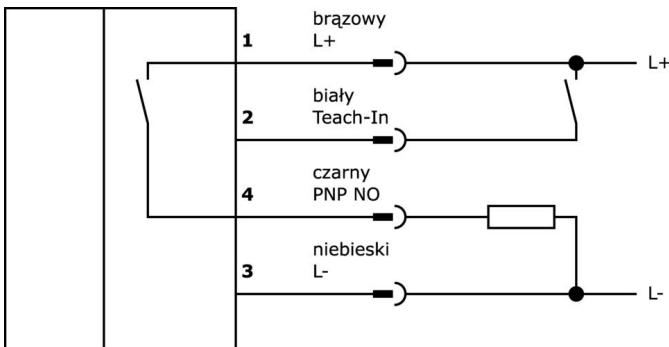 brązowy
1 L+ L+
biały
2 Teach-In
czarny
4 PNP NO
niebieski
3 L- L-